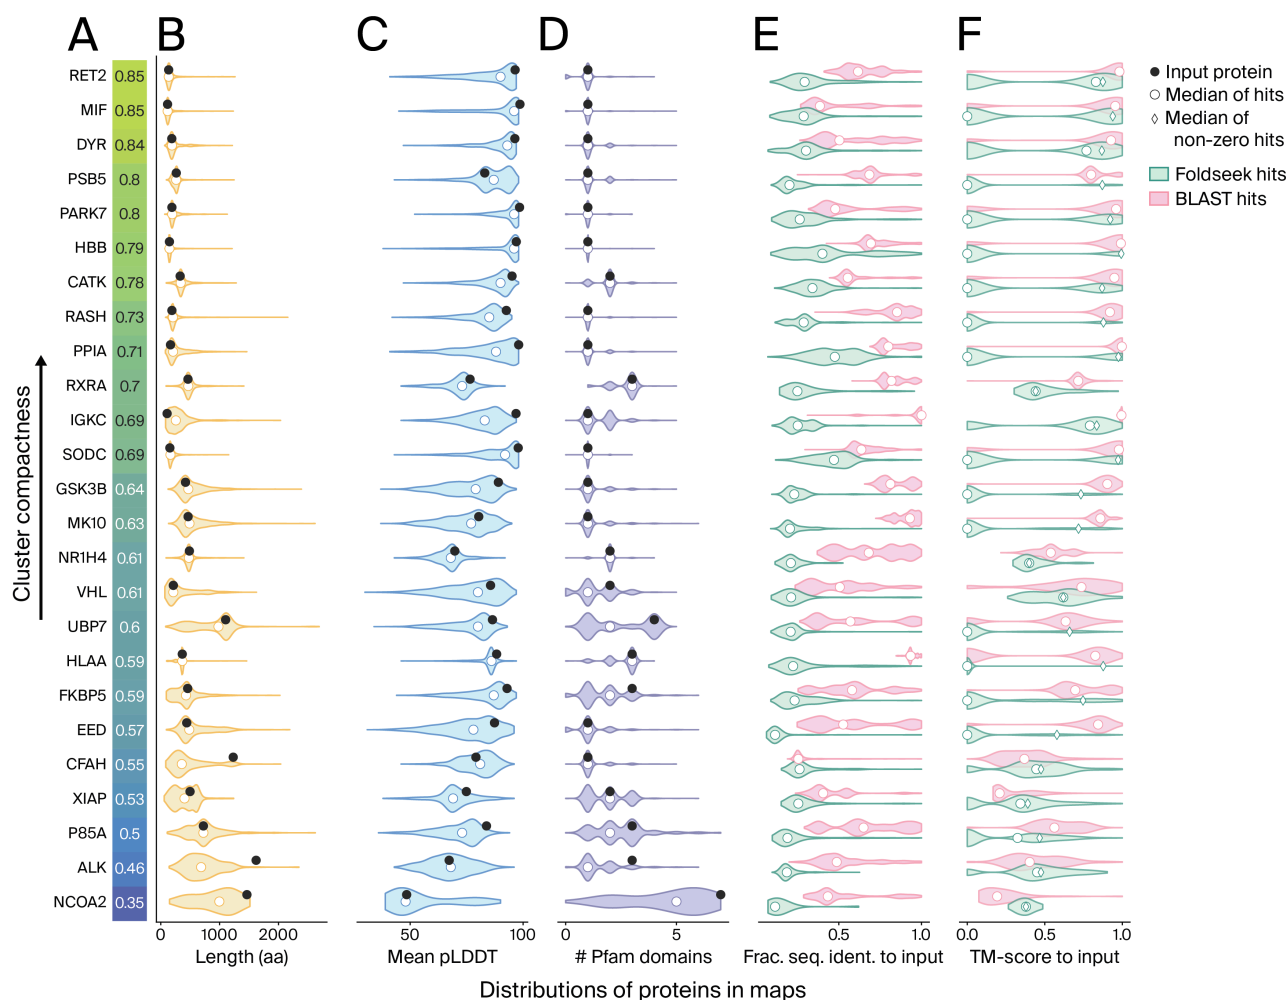 A B C D E F
RET2 0.85
MIF 0.85
DYR 0.84
PSB5 0.8
PARK7 0.8
HBB 0.79
CATK 0.78
RASH 0.73
PPIA 0.71
RXRA 0.7
IGKC 0.69
SODC 0.69
GSK3B 0.64
MK10 0.63
NR1H4 0.61
VHL 0.61
UBP7 0.6
HLAA 0.59
FKBP5 0.59
EED 0.57
CFAH 0.55
XIAP 0.53
P85A 0.5
ALK 0.46
NCOA2 0.35
Cluster compactness
Input protein
Median of hits
Median of
non-zero hits
Foldseek hits
BLAST hits
0 1000 2000 50 100 0 5 0.5 1.0 0.0 0.5 1.0
Length (aa) Mean pLDDT # Pfam domains Frac. seq. ident. to input TM-score to input
Distributions of proteins in maps